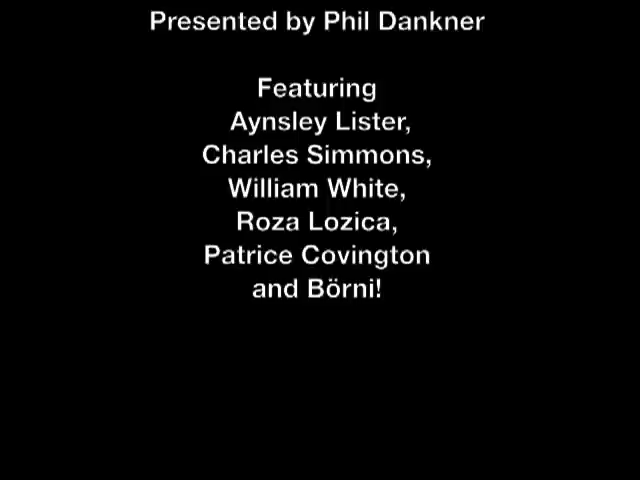 Presented by Phil Dankner
Featuring
Aynsley Lister,
Charles Simmons,
William White,
Roza Lozica,
Patrice Covington
and Börni!